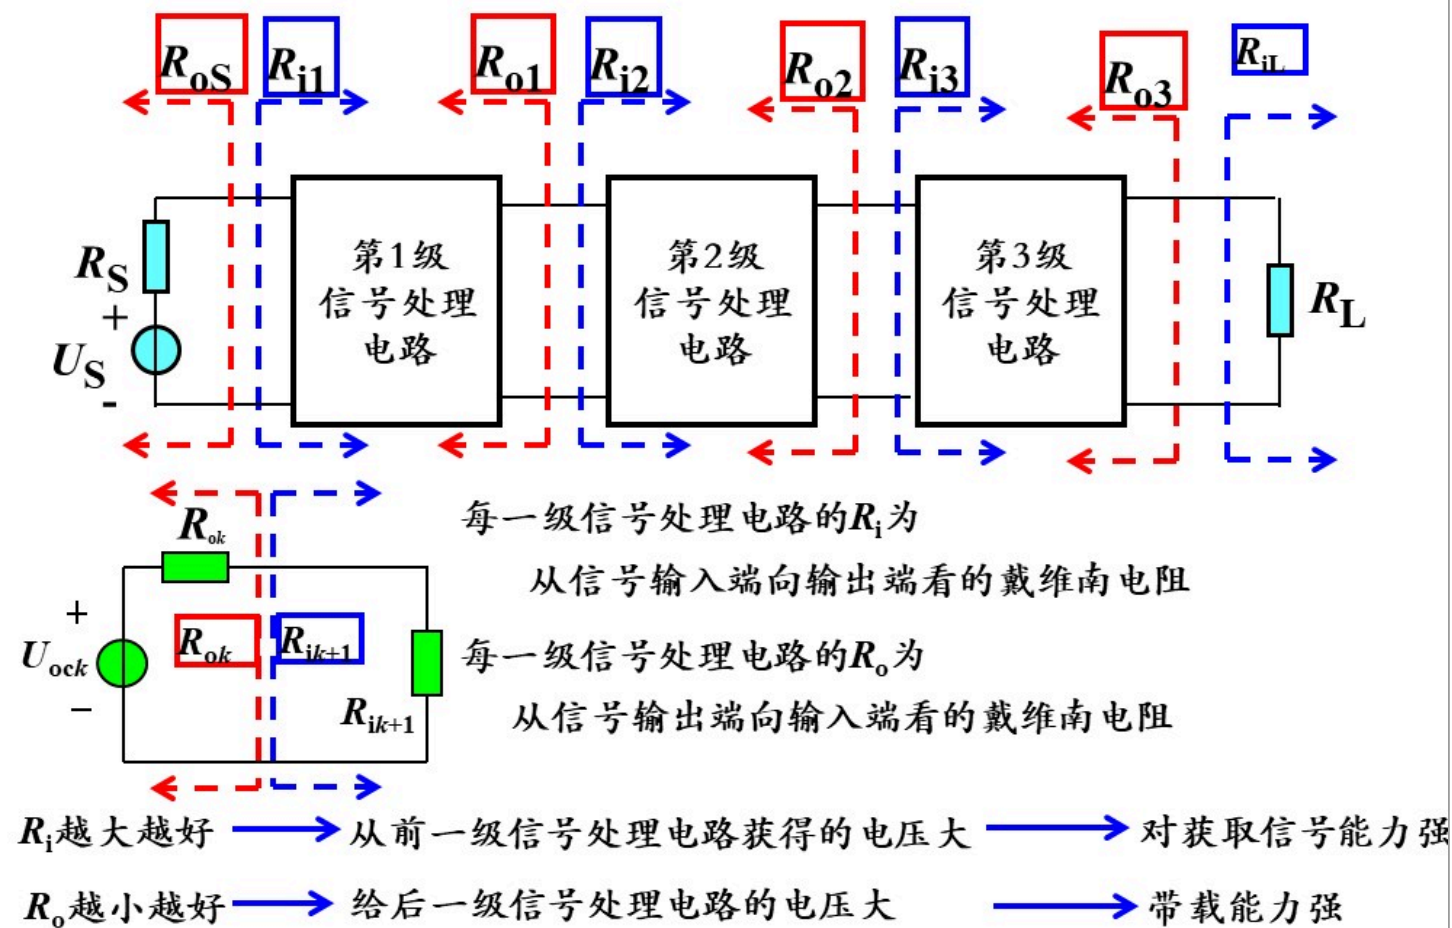 RoS Ri1 Ro1 Ri2 Ro2 Ri3 Ro3 RiL
RS
+
US
-
第1级
信号处理
电路
第2级
信号处理
电路
第3级
信号处理
电路
RL
Rok
+
Uock
−
Rok
Rik+1
Rik+1
每一级信号处理电路的Ri为
从信号输入端向输出端看的戴维南电阻
每一级信号处理电路的Ro为
从信号输出端向输入端看的戴维南电阻
Ri越大越好 从前一级信号处理电路获得的电压大 对获取信号能力强
Ro越小越好 给后一级信号处理电路的电压大 带载能力强